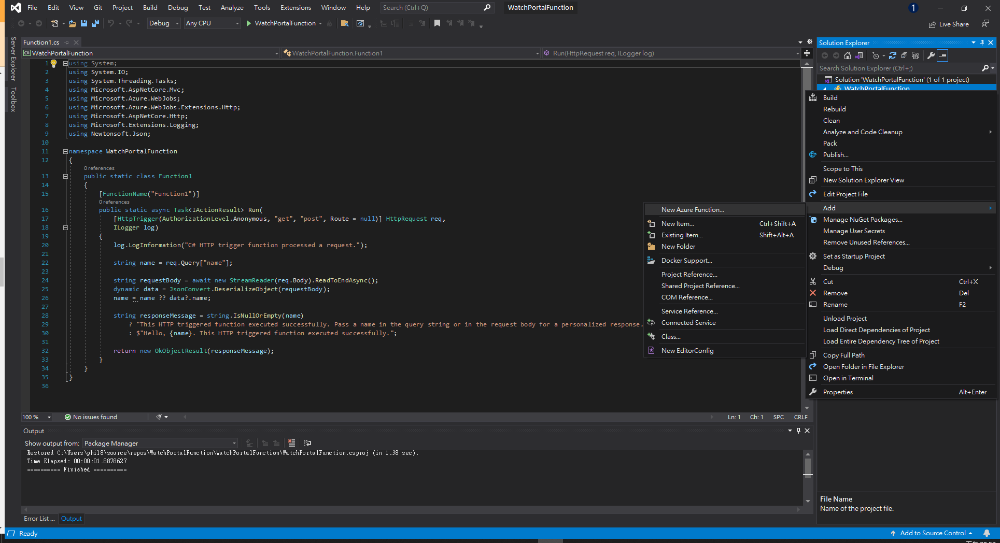 File Edit View Git Project Build Debug Test Analyze Tools Extensions Window Help Search (Ctrl+Q) WatchPortalFunction 1
Debug Any CPU WatchPortalFunction Live Share
Server Explorer
Toolbox
Function1.cs
C# WatchPortalFunction WatchPortalFunction.Function1 Run(HttpRequest req, ILogger log)
1 using System;
2 using System.IO;
3 using System.Threading.Tasks;
4 using Microsoft.AspNetCore.Mvc;
5 using Microsoft.Azure.WebJobs;
6 using Microsoft.Azure.WebJobs.Extensions.Http;
7 using Microsoft.AspNetCore.Http;
8 using Microsoft.Extensions.Logging;
9 using Newtonsoft.Json;
10
11 namespace WatchPortalFunction
12 {
0 references
13 public static class Function1
14 {
15 [FunctionName("Function1")]
0 references
16 public static async Task<IActionResult> Run(
17 [HttpTrigger(AuthorizationLevel.Anonymous, "get", "post", Route = null)] HttpRequest req,
18 ILogger log)
19 {
20 log.LogInformation("C# HTTP trigger function processed a request.");
21
22 string name = req.Query["name"];
23
24 string requestBody = await new StreamReader(req.Body).ReadToEndAsync();
25 dynamic data = JsonConvert.DeserializeObject(requestBody);
26 name = name ?? data?.name;
27
28 string responseMessage = string.IsNullOrEmpty(name)
29 ? "This HTTP triggered function executed successfully. Pass a name in the query string or in the request body for a personalized response.
30 : $"Hello, {name}. This HTTP triggered function executed successfully.";
31
32 return new OkObjectResult(responseMessage);
33 }
34 }
35 }
36
100 % No issues found Ln: 1 Ch: 1 SPC CRLF
Output
Show output from: Package Manager
Restored C:\Users\phil8\source\repos\WatchPortalFunction\WatchPortalFunction\WatchPortalFunction.csproj (in 1.38 sec).
Time Elapsed: 00:00:01.8878627
========== Finished ==========
Error List ... Output
Solution Explorer
Search Solution Explorer (Ctrl+;)
Solution 'WatchPortalFunction' (1 of 1 project)
WatchPortalFunction
Build
Rebuild
Clean
Analyze and Code Cleanup
Pack
Publish...
Scope to This
New Solution Explorer View
Edit Project File
Add
Manage NuGet Packages...
Manage User Secrets
Remove Unused References...
Set as Startup Project
Debug
Cut Ctrl+X
Remove Del
Rename F2
Unload Project
Load Direct Dependencies of Project
Load Entire Dependency Tree of Project
Copy Full Path
Open Folder in File Explorer
Open in Terminal
Properties Alt+Enter
New Azure Function...
New Item... Ctrl+Shift+A
Existing Item... Shift+Alt+A
New Folder
Docker Support...
Project Reference...
Shared Project Reference...
COM Reference...
Service Reference...
Connected Service
Class...
New EditorConfig
File Name
Name of the project file.
Ready Add to Source Control